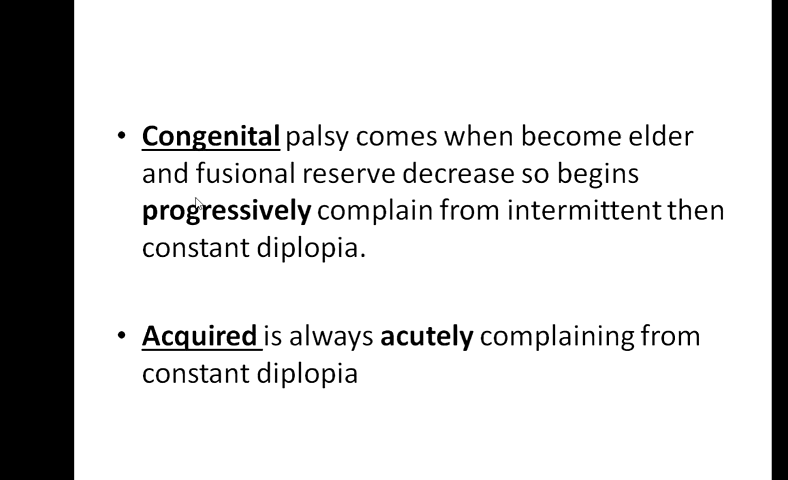 • Congenital palsy comes when become elder
and fusional reserve decrease so begins
progressively complain from intermittent then
constant diplopia.
• Acquired is always acutely complaining from
constant diplopia